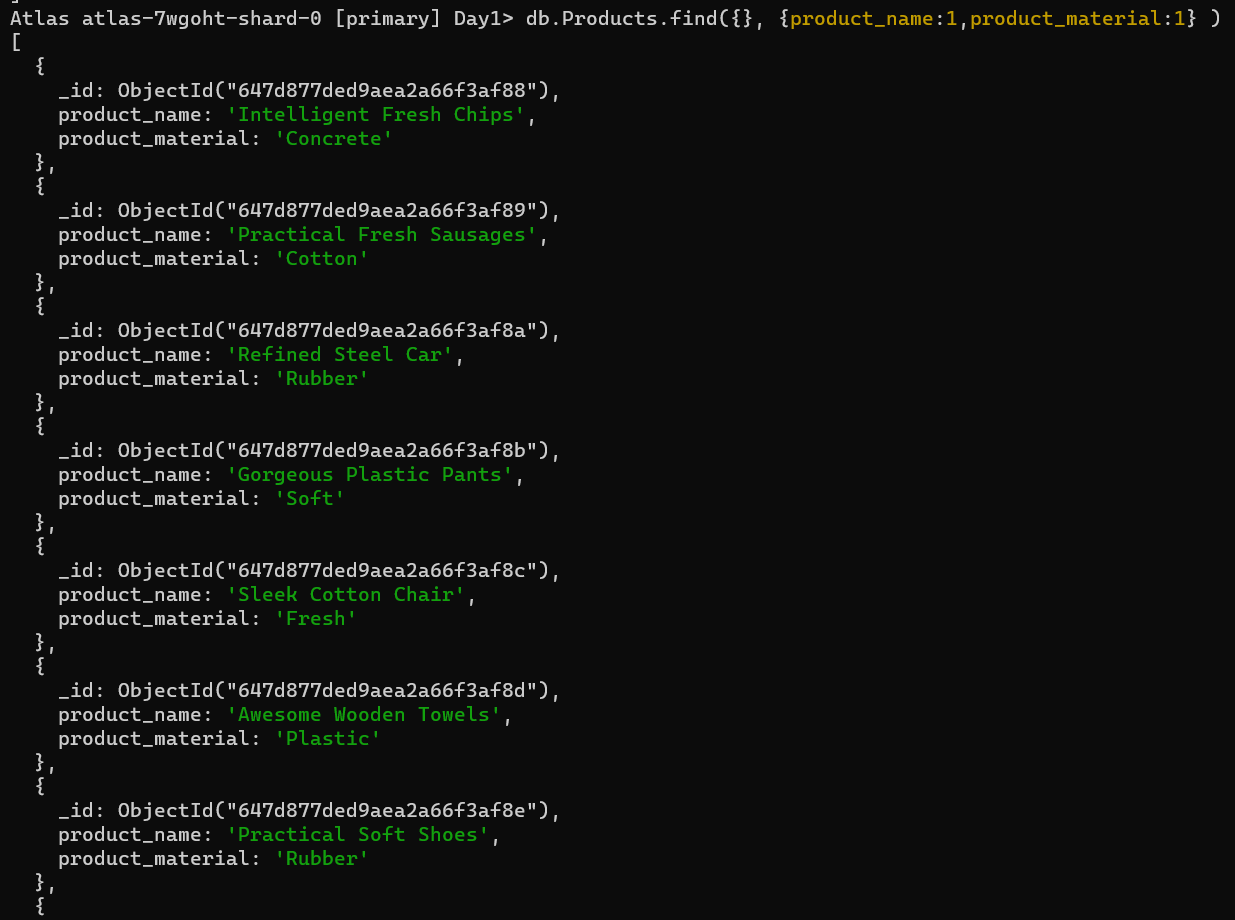 ]
Atlas atlas-7wgoht-shard-0 [primary] Day1> db.Products.find({}, {product_name:1,product_material:1} )
[
  {
    _id: ObjectId("647d877ded9aea2a66f3af88"),
    product_name: 'Intelligent Fresh Chips',
    product_material: 'Concrete'
  },
  {
    _id: ObjectId("647d877ded9aea2a66f3af89"),
    product_name: 'Practical Fresh Sausages',
    product_material: 'Cotton'
  },
  {
    _id: ObjectId("647d877ded9aea2a66f3af8a"),
    product_name: 'Refined Steel Car',
    product_material: 'Rubber'
  },
  {
    _id: ObjectId("647d877ded9aea2a66f3af8b"),
    product_name: 'Gorgeous Plastic Pants',
    product_material: 'Soft'
  },
  {
    _id: ObjectId("647d877ded9aea2a66f3af8c"),
    product_name: 'Sleek Cotton Chair',
    product_material: 'Fresh'
  },
  {
    _id: ObjectId("647d877ded9aea2a66f3af8d"),
    product_name: 'Awesome Wooden Towels',
    product_material: 'Plastic'
  },
  {
    _id: ObjectId("647d877ded9aea2a66f3af8e"),
    product_name: 'Practical Soft Shoes',
    product_material: 'Rubber'
  },
  {